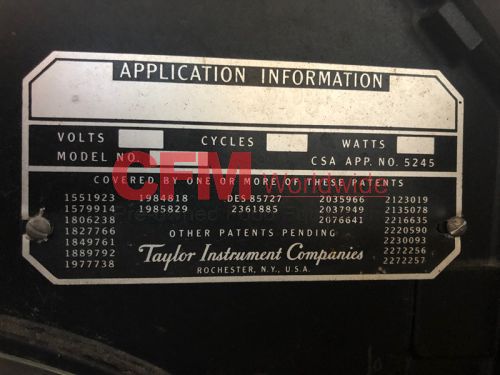 APPLICATION INFORMATION
VOLTS CYCLES WATTS
MODEL NO. CSA APP. NO. 5245
CFM
Worldwide
COVERED BY ONE OR MORE OF THESE PATENTS
1551923 1984818 DES 85727 2035966 2123019
1579914 1985829 2361885 2037949 2135078
1806238 2076641 2216635
1827766 OTHER PATENTS PENDING 2220590
1849761 2230093
1889792 Taylor Instrument Companies 2272256
1977738 ROCHESTER, N.Y., U.S.A. 2272257